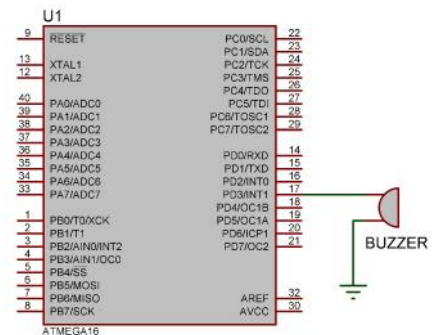 U1
9 RESET PC0/SCL 22
PC1/SDA 23
13 XTAL1 PC2/TCK 24
12 XTAL2 PC3/TMS 25
PC4/TDO 26
40 PA0/ADC0 PC5/TDI 27
39 PA1/ADC1 PC6/TOSC1 28
38 PA2/ADC2 PC7/TOSC2 29
37 PA3/ADC3
36 PA4/ADC4 PD0/RXD 14
35 PA5/ADC5 PD1/TXD 15
34 PA6/ADC6 PD2/INT0 16
33 PA7/ADC7 PD3/INT1 17
PD4/OC1B 18
1 PB0/T0/XCK PD5/OC1A 19
2 PB1/T1 PD6/ICP1 20
3 PB2/AIN0/INT2 PD7/OC2 21
4 PB3/AIN1/OC0
5 PB4/SS
6 PB5/MOSI
7 PB6/MISO AREF 32
8 PB7/SCK AVCC 30
ATMEGA16
BUZZER